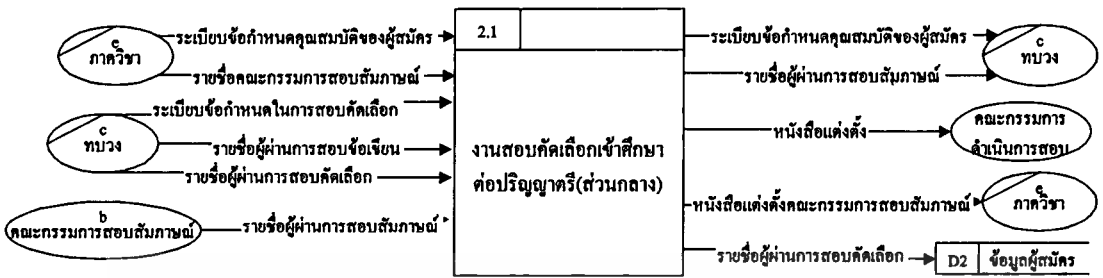 e
ภาควิชา
ระเบียบข้อกำหนดคุณสมบัติของผู้สมัคร
รายชื่อคณะกรรมการสอบสัมภาษณ์
ระเบียบข้อกำหนดในการสอบคัดเลือก
c
ทบวง
รายชื่อผู้ผ่านการสอบข้อเขียน
รายชื่อผู้ผ่านการสอบคัดเลือก
b
คณะกรรมการสอบสัมภาษณ์
รายชื่อผู้ผ่านการสอบสัมภาษณ์
2.1
งานสอบคัดเลือกเข้าศึกษา
ต่อปริญญาตรี(ส่วนกลาง)
ระเบียบข้อกำหนดคุณสมบัติของผู้สมัคร
รายชื่อผู้ผ่านการสอบสัมภาษณ์
c
ทบวง
หนังสือแต่งตั้ง
คณะกรรมการ
ดำเนินการสอบ
หนังสือแต่งตั้งคณะกรรมการสอบสัมภาษณ์
e
ภาควิชา
รายชื่อผู้ผ่านการสอบคัดเลือก
D2 ข้อมูลผู้สมัคร